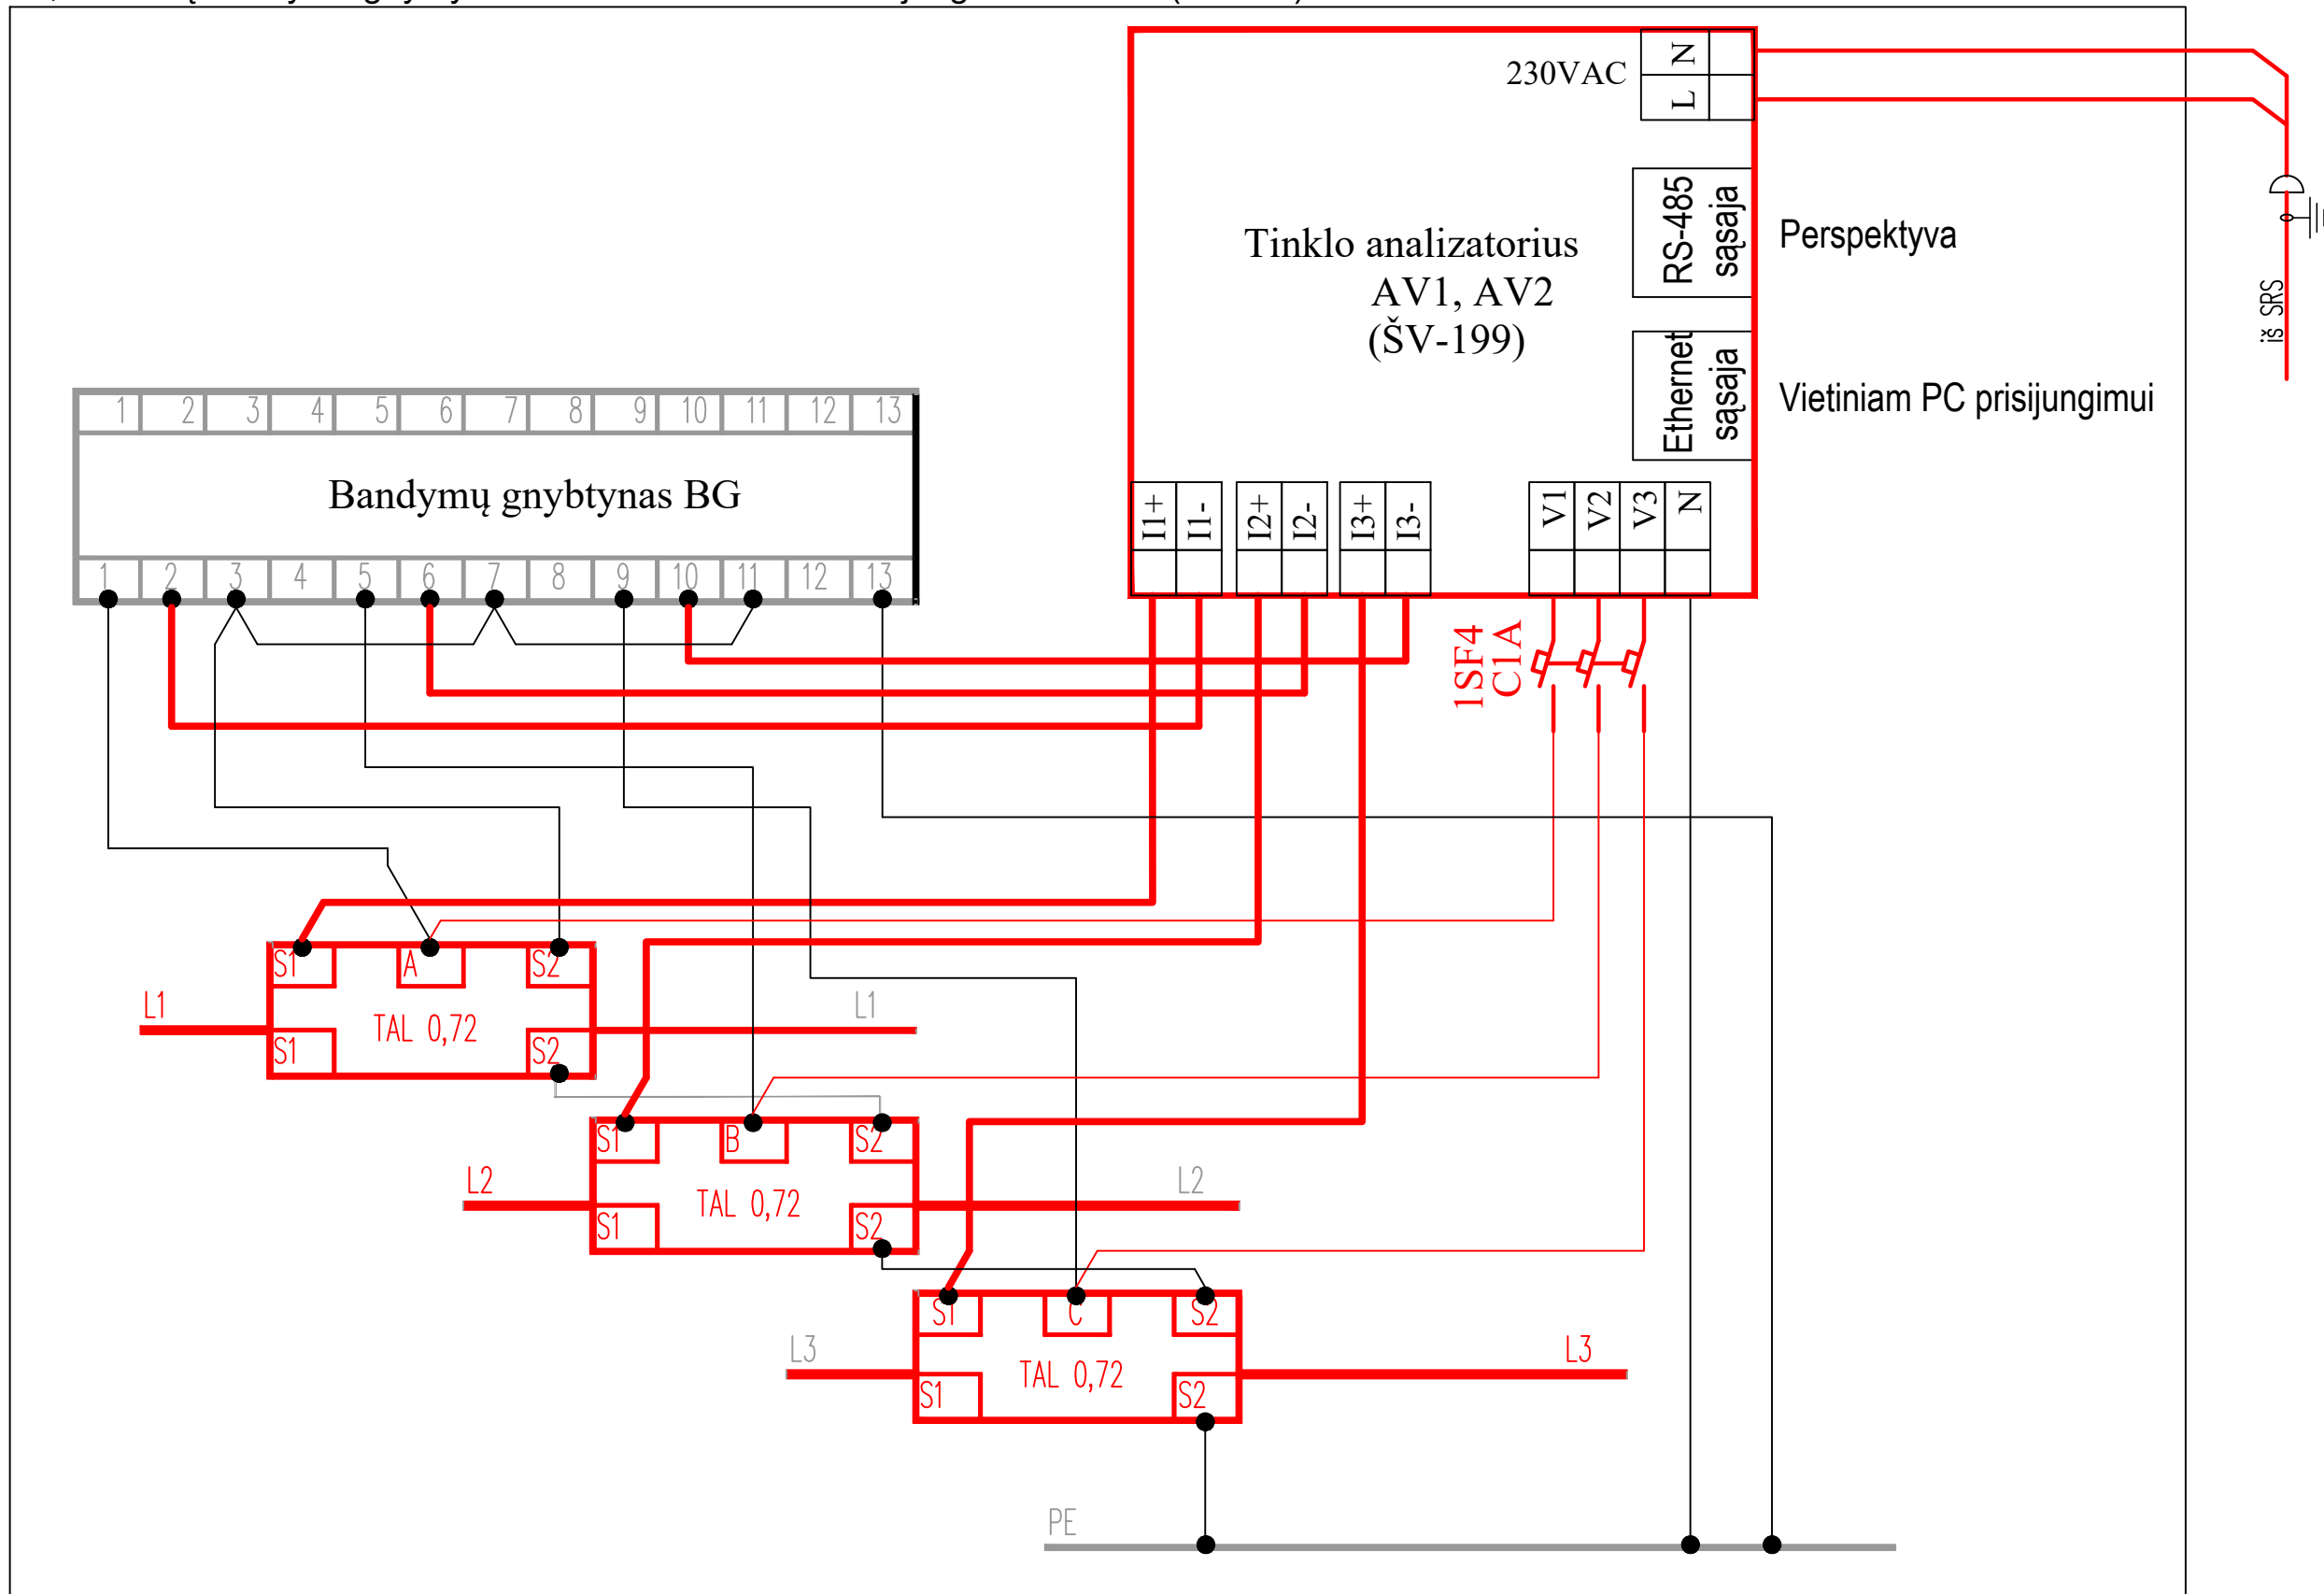 230VAC
N
L
RS-485
sąsaja
Perspektyva
Tinklo analizatorius
AV1, AV2
(ŠV-199)
iš SRS
Ethernet
sąsaja
Vietiniam PC prisijungimui
1 2 3 4 5 6 7 8 9 10 11 12 13
Bandymų gnybtynas BG
I1+ I1- I2+ I2- I3+ I3- V1 V2 V3 N
1 2 3 4 5 6 7 8 9 10 11 12 13
1SF4
C1A
S1 A S2
L1 L1
TAL 0,72
S1 S2
S1 B S2
L2 L2
TAL 0,72
S1 S2
S1 C S2
L3 L3
TAL 0,72
S1 S2
PE